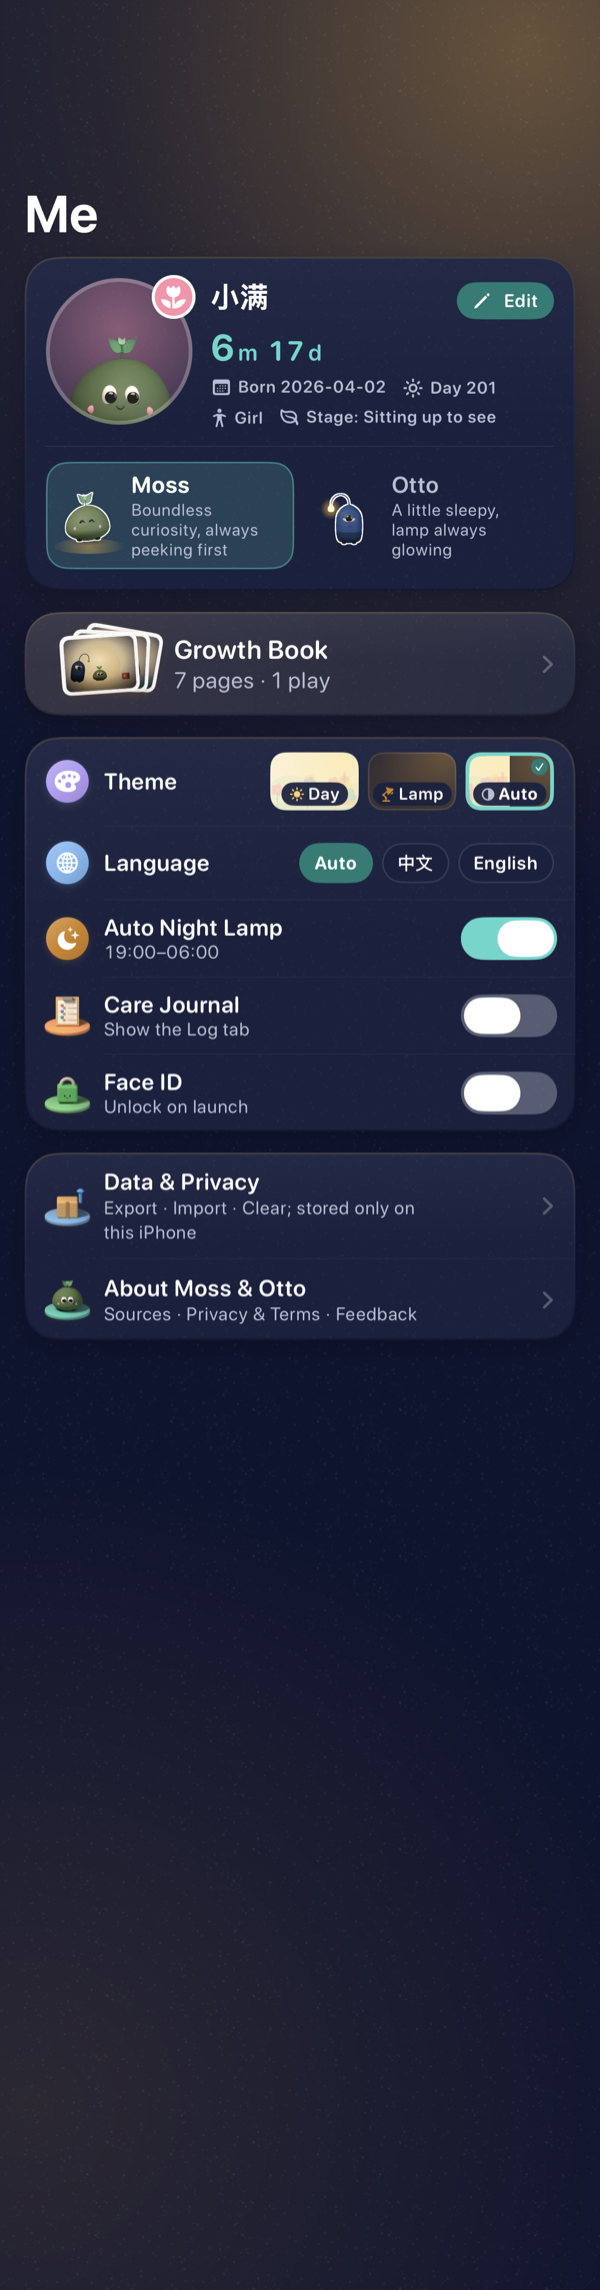 Me
小满
Edit
6m 17d
Born 2026-04-02 Day 201
Girl Stage: Sitting up to see
Moss
Boundless
curiosity, always
peeking first
Otto
A little sleepy,
lamp always
glowing
Growth Book
7 pages · 1 play
Theme
Day
Lamp
Auto
Language
Auto
中文
English
Auto Night Lamp
19:00–06:00
Care Journal
Show the Log tab
Face ID
Unlock on launch
Data & Privacy
Export · Import · Clear; stored only on
this iPhone
About Moss & Otto
Sources · Privacy & Terms · Feedback